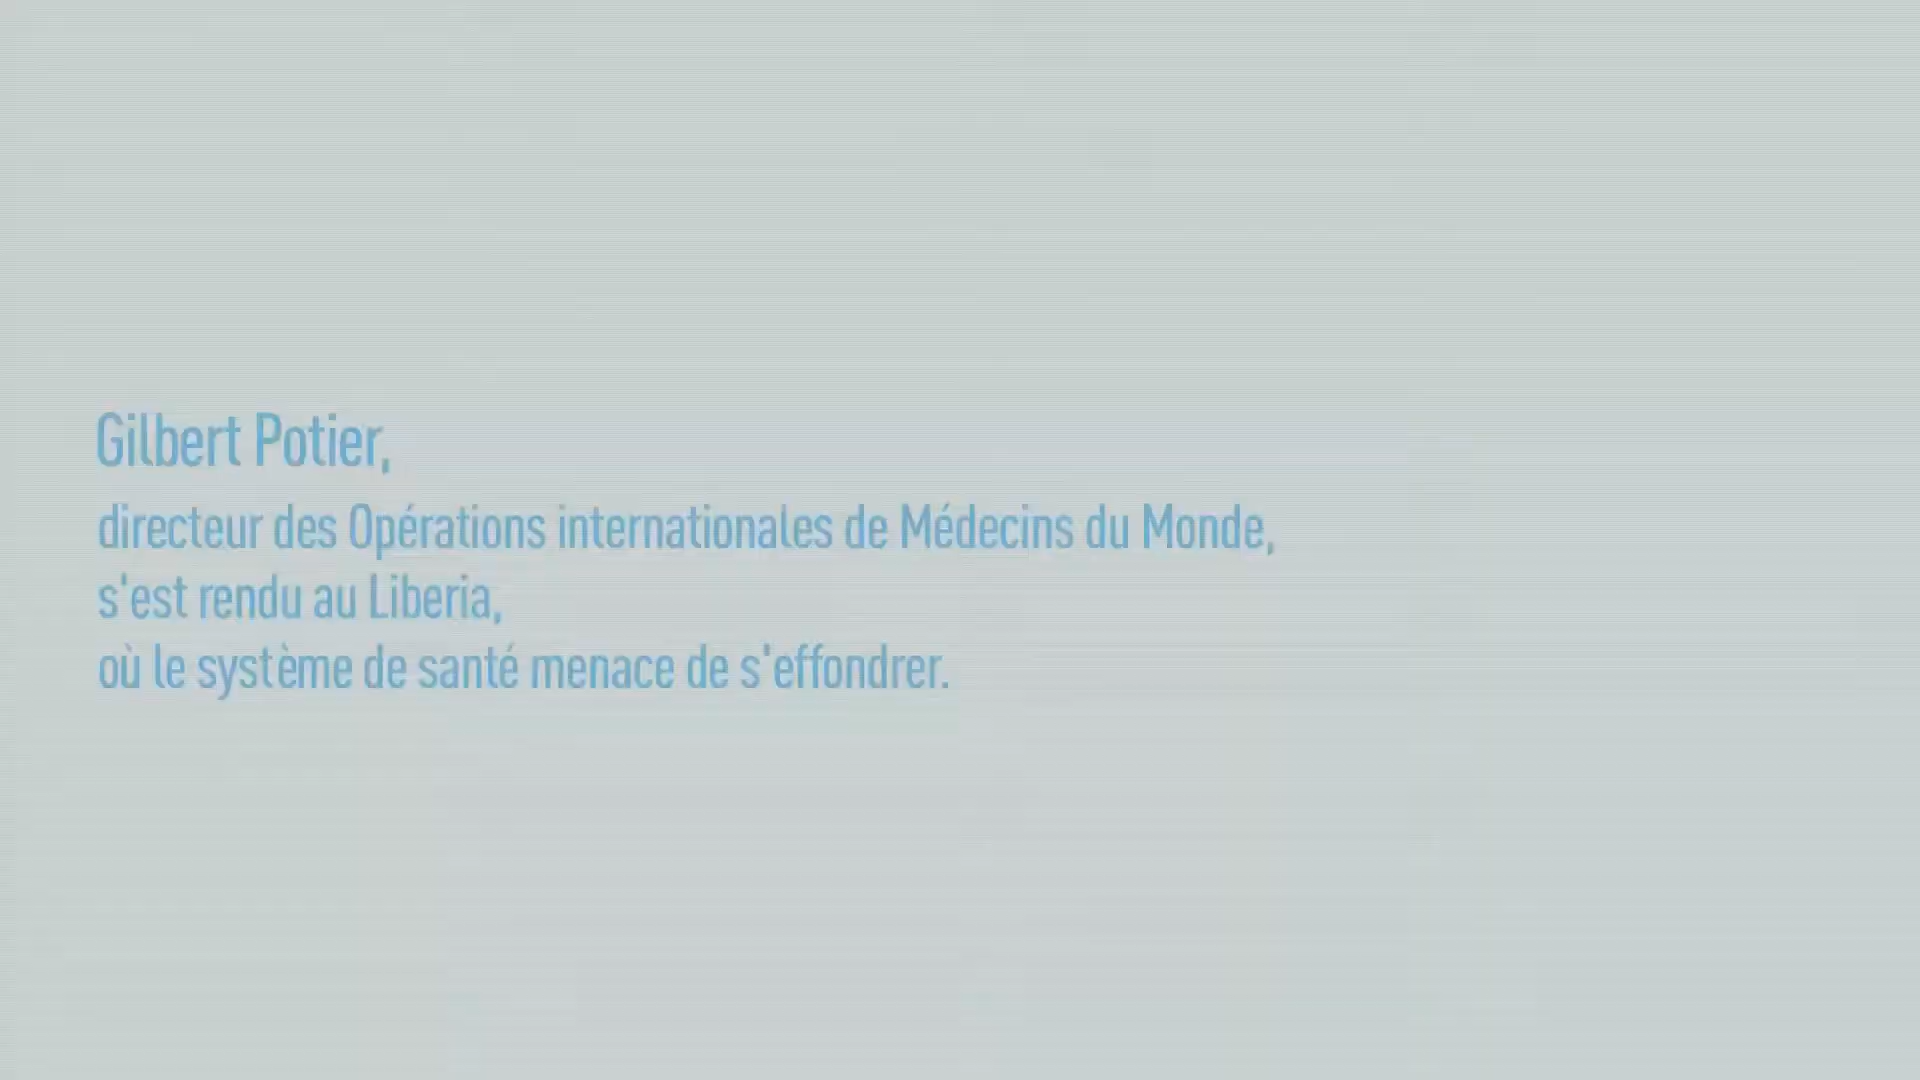 Gilbert Potier,
directeur des Opérations internationales de Médecins du Monde,
s'est rendu au Liberia,
où le système de santé menace de s'effondrer.